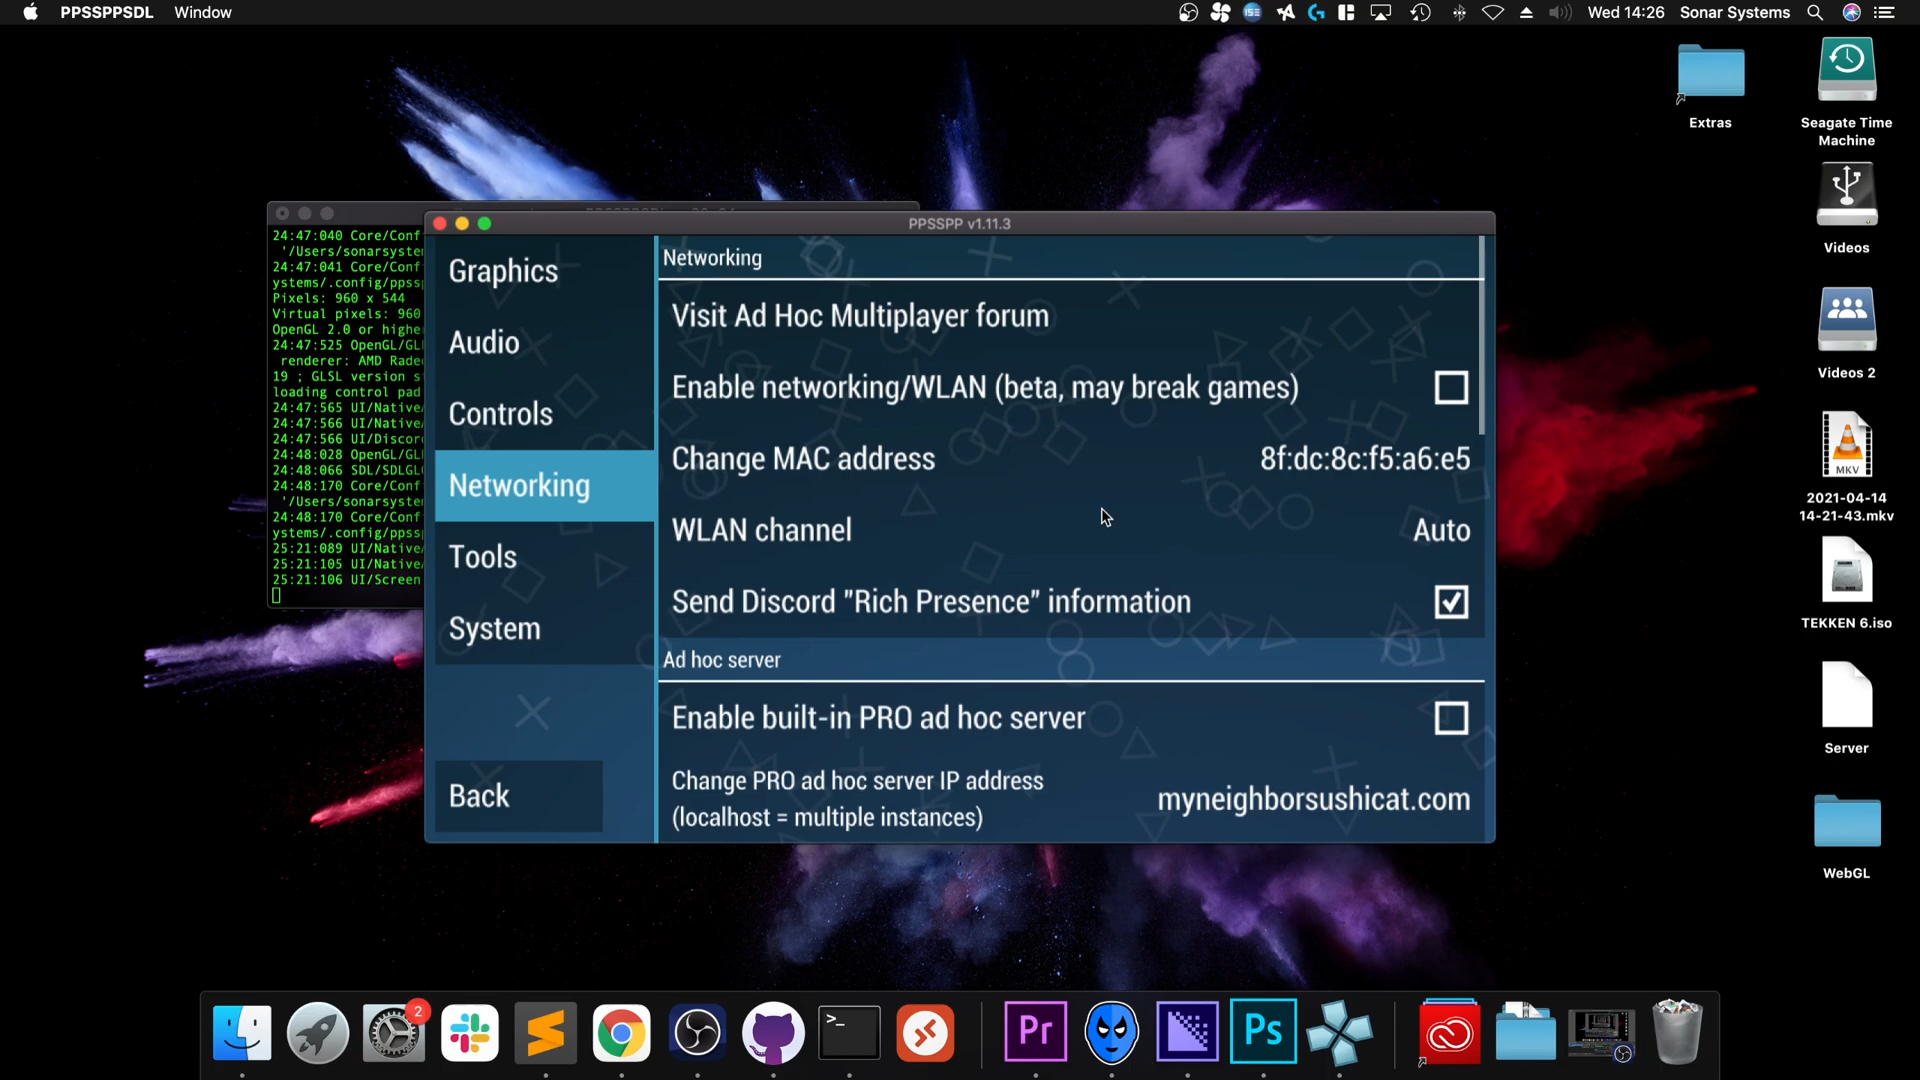 PPSSPPSDL Window
Wed 14:26 Sonar Systems
Extras
Seagate Time
Machine
Videos
Videos 2
MKV
2021-04-14
14-21-43.mkv
TEKKEN 6.iso
Server
WebGL
24:47:040 Core/Conf
'/Users/sonarsyste
24:47:041 Core/Conf
ystems/.config/ppss
Pixels: 960 x 544
Virtual pixels: 960
OpenGL 2.0 or highe
24:47:525 OpenGL/GL
renderer: AMD Rade
19 ; GLSL version s
loading control pad
24:47:565 UI/Native
24:47:566 UI/Native
24:47:566 UI/Discor
24:48:028 OpenGL/GL
24:48:066 SDL/SDLGL
24:48:170 Core/Conf
'/Users/sonarsyste
24:48:170 Core/Conf
ystems/.config/ppss
25:21:089 UI/Native
25:21:105 UI/Native
25:21:106 UI/Screen
PPSSPP v1.11.3
Graphics
Audio
Controls
Networking
Tools
System
Back
Networking
Visit Ad Hoc Multiplayer forum
Enable networking/WLAN (beta, may break games)
Change MAC address 8f:dc:8c:f5:a6:e5
WLAN channel Auto
Send Discord "Rich Presence" information
Ad hoc server
Enable built-in PRO ad hoc server
Change PRO ad hoc server IP address
(localhost = multiple instances)
myneighborsushicat.com
2
Pr
Ps